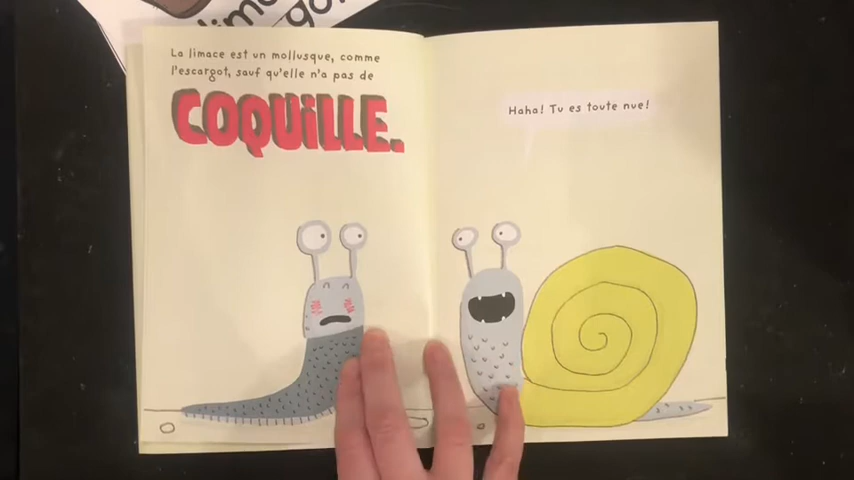 La limace est un mollusque, comme
l'escargot, sauf qu'elle n'a pas de
COQUiLLE.
Haha! Tu es toute nue!